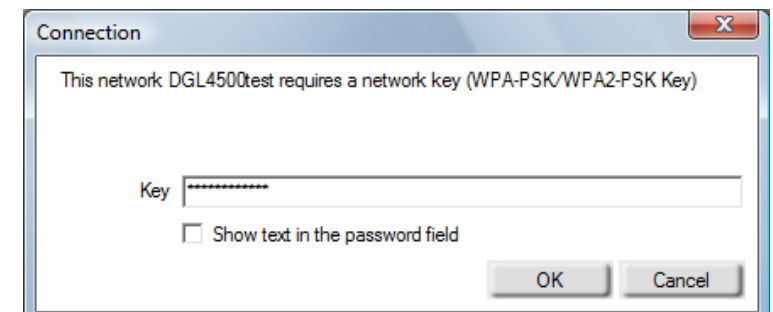 Connection
This network DGL4500test requires a network key (WPA-PSK/WPA2-PSK Key)
Key ************
Show text in the password field
OK Cancel